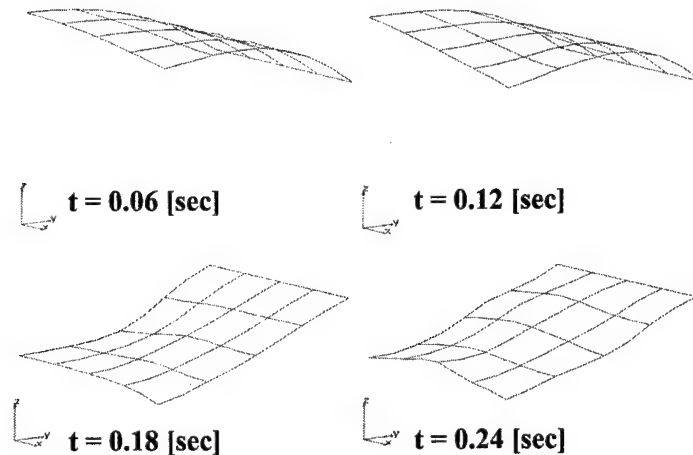 z
y
x
t = 0.06 [sec]
z
y
x
t = 0.12 [sec]
z
y
x
t = 0.18 [sec]
z
y
x
t = 0.24 [sec]